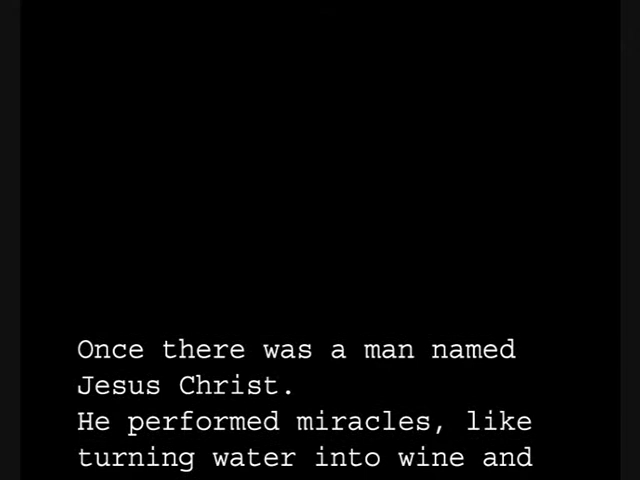 Once there was a man named
Jesus Christ.
He performed miracles, like
turning water into wine and